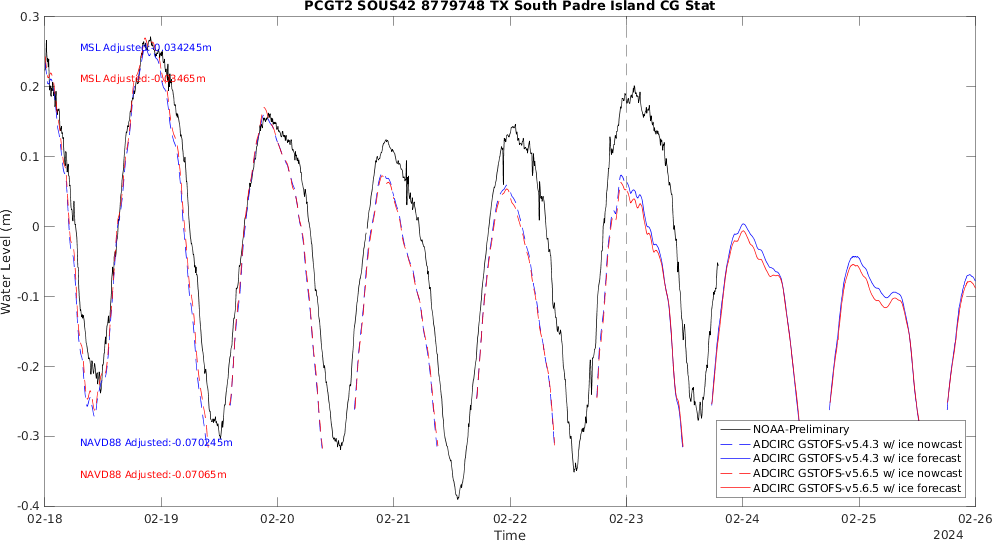 PCGT2 SOUS42 8779748 TX South Padre Island CG Stat
MSL Adjusted:-0.034245m
MSL Adjusted:-0.03465m
NAVD88 Adjusted:-0.070245m
NAVD88 Adjusted:-0.07065m
Water Level (m)
0.3
0.2
0.1
0
-0.1
-0.2
-0.3
-0.4
NOAA-Preliminary
ADCIRC GSTOFS-v5.4.3 w/ ice nowcast
ADCIRC GSTOFS-v5.4.3 w/ ice forecast
ADCIRC GSTOFS-v5.6.5 w/ ice nowcast
ADCIRC GSTOFS-v5.6.5 w/ ice forecast
02-18 02-19 02-20 02-21 02-22 02-23 02-24 02-25 02-26
Time
2024